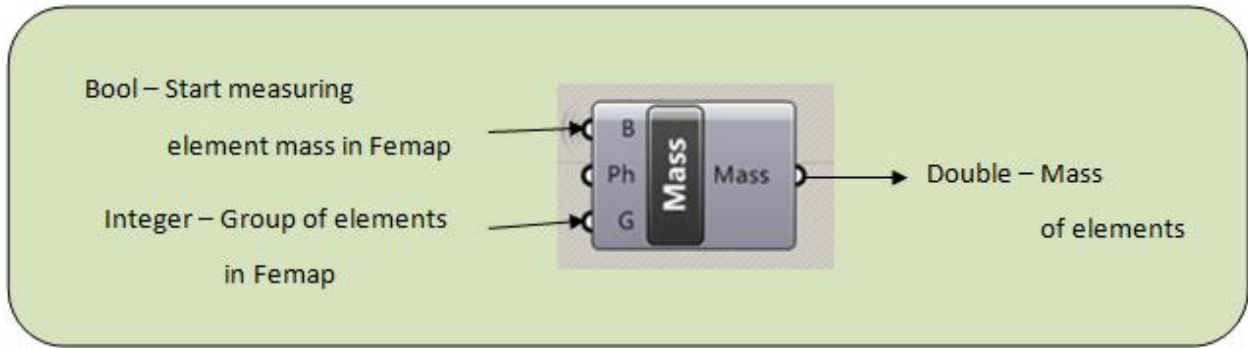 Bool – Start measuring
element mass in Femap
Integer – Group of elements
in Femap
B
Ph
G
Mass
Mass
Double – Mass
of elements